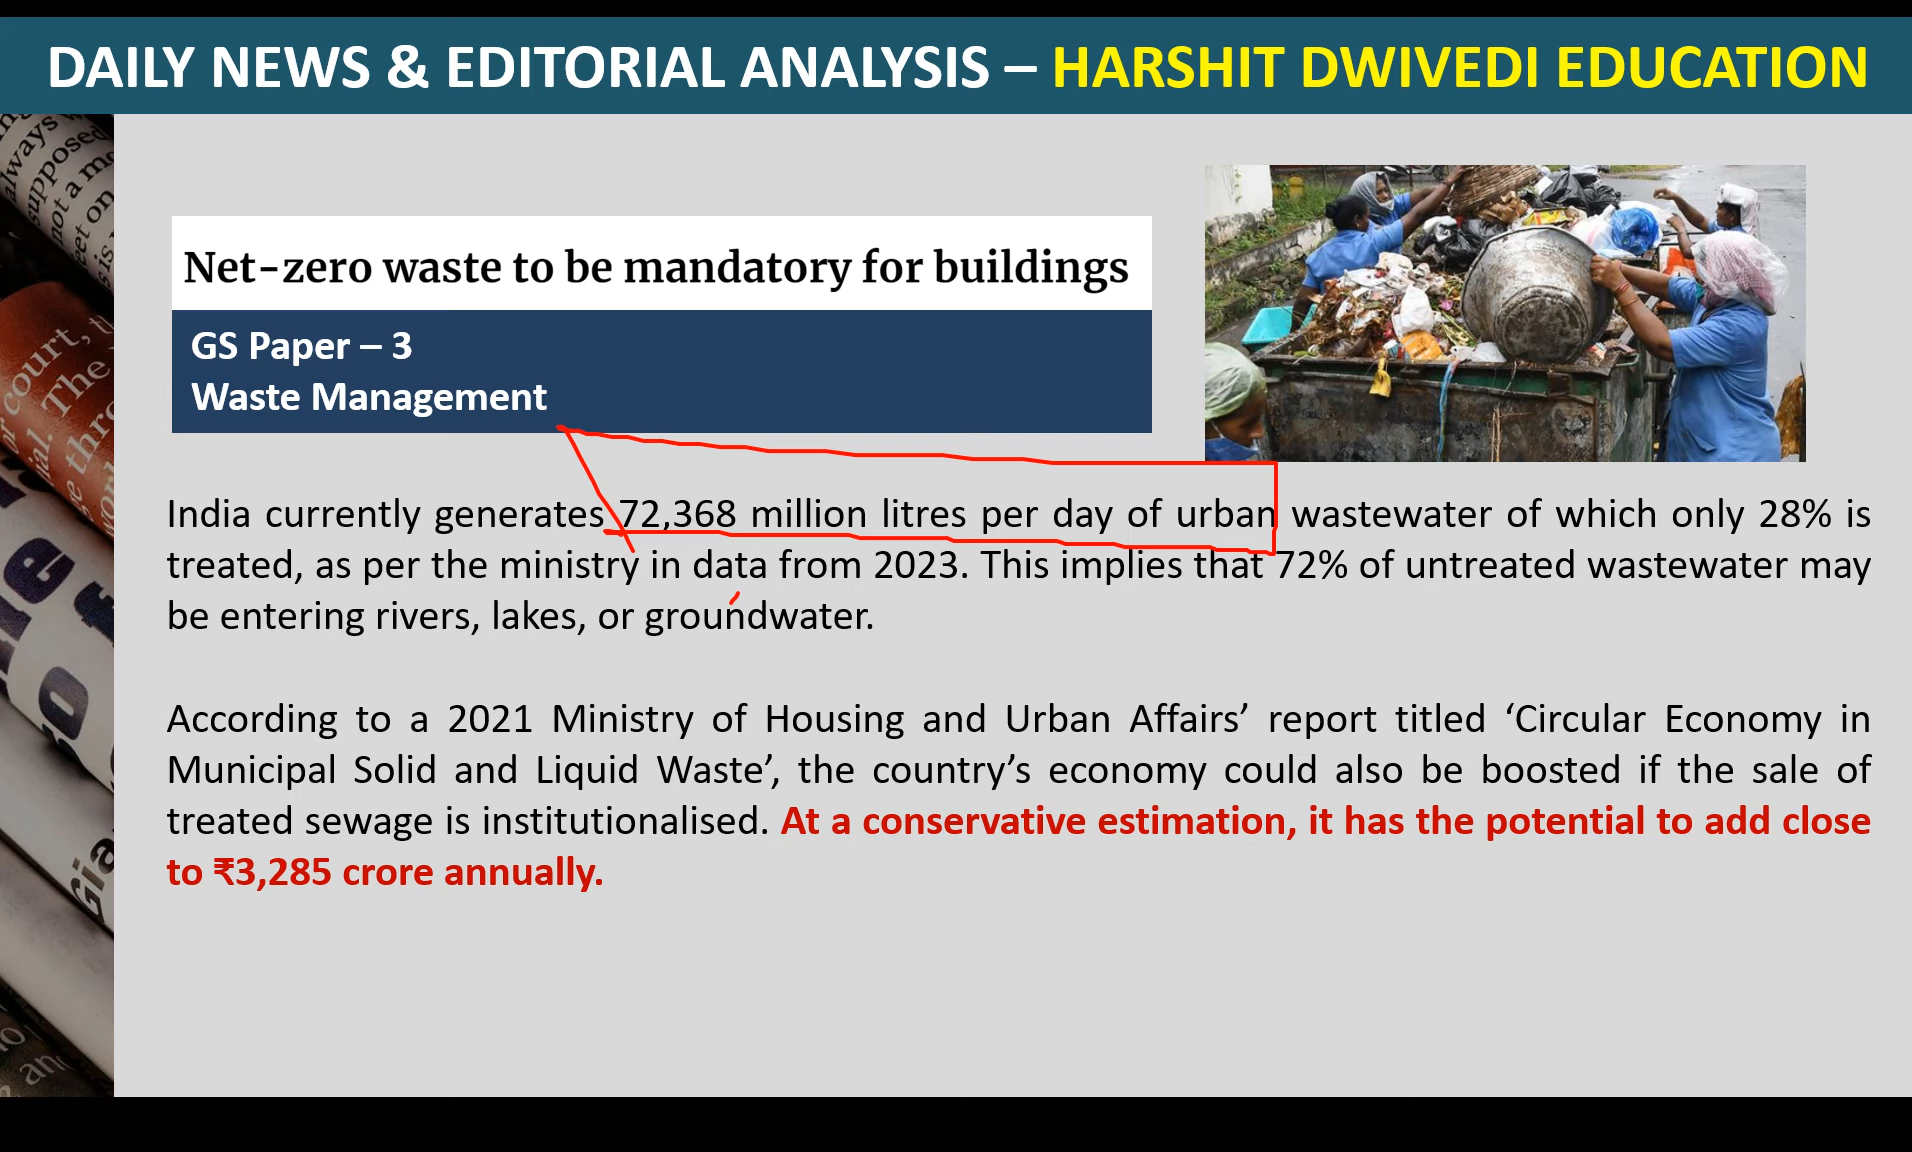 DAILY NEWS & EDITORIAL ANALYSIS – HARSHIT DWIVEDI EDUCATION
always
supposed
not a
court,
The
Net-zero waste to be mandatory for buildings
GS Paper – 3
Waste Management
India currently generates 72,368 million litres per day of urban wastewater of which only 28% is
treated, as per the ministry in data from 2023. This implies that 72% of untreated wastewater may
be entering rivers, lakes, or groundwater.
According to a 2021 Ministry of Housing and Urban Affairs’ report titled ‘Circular Economy in
Municipal Solid and Liquid Waste’, the country’s economy could also be boosted if the sale of
treated sewage is institutionalised. At a conservative estimation, it has the potential to add close
to ₹3,285 crore annually.